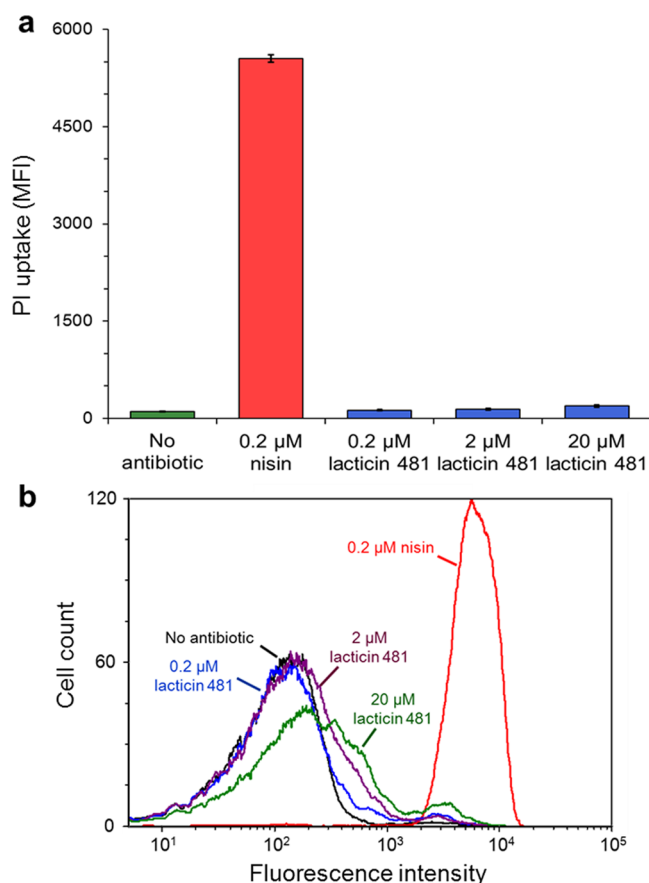 a
6000
4500
3000
1500
0
PI uptake (MFI)
No
antibiotic
0.2 µM
nisin
0.2 µM
lacticin 481
2 µM
lacticin 481
20 µM
lacticin 481
b
120
60
0
Cell count
0.2 µM nisin
No antibiotic
0.2 µM
lacticin 481
2 µM
lacticin 481
20 µM
lacticin 481
10¹
10²
10³
10⁴
10⁵
Fluorescence intensity